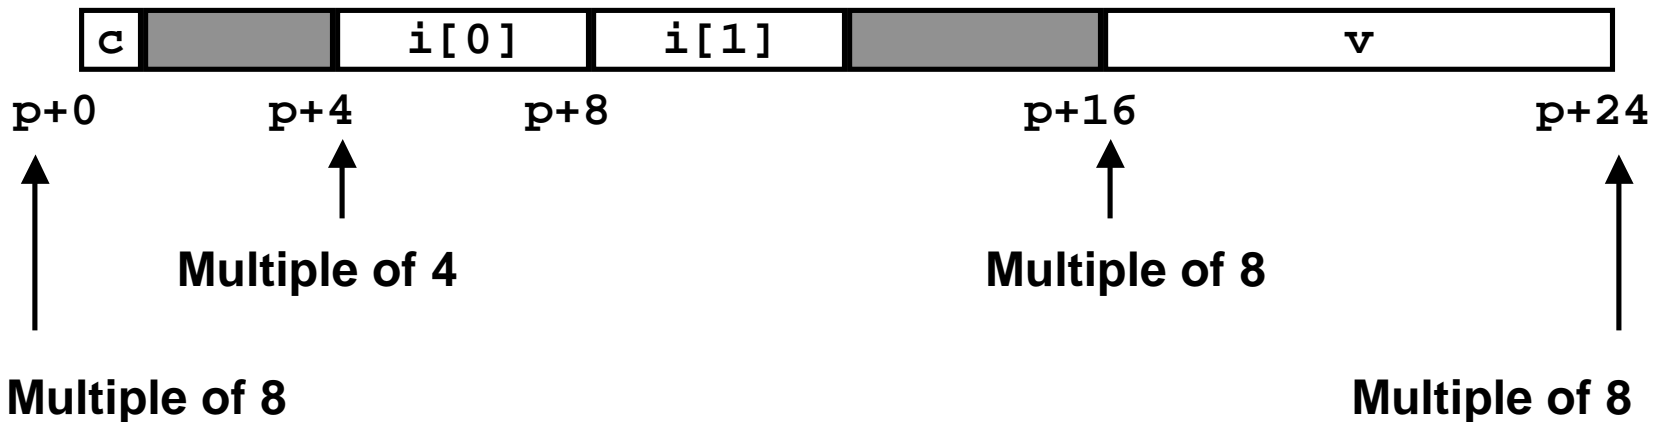 c i[0] i[1] v
p+0 p+4 p+8 p+16 p+24
Multiple of 4 Multiple of 8
Multiple of 8 Multiple of 8